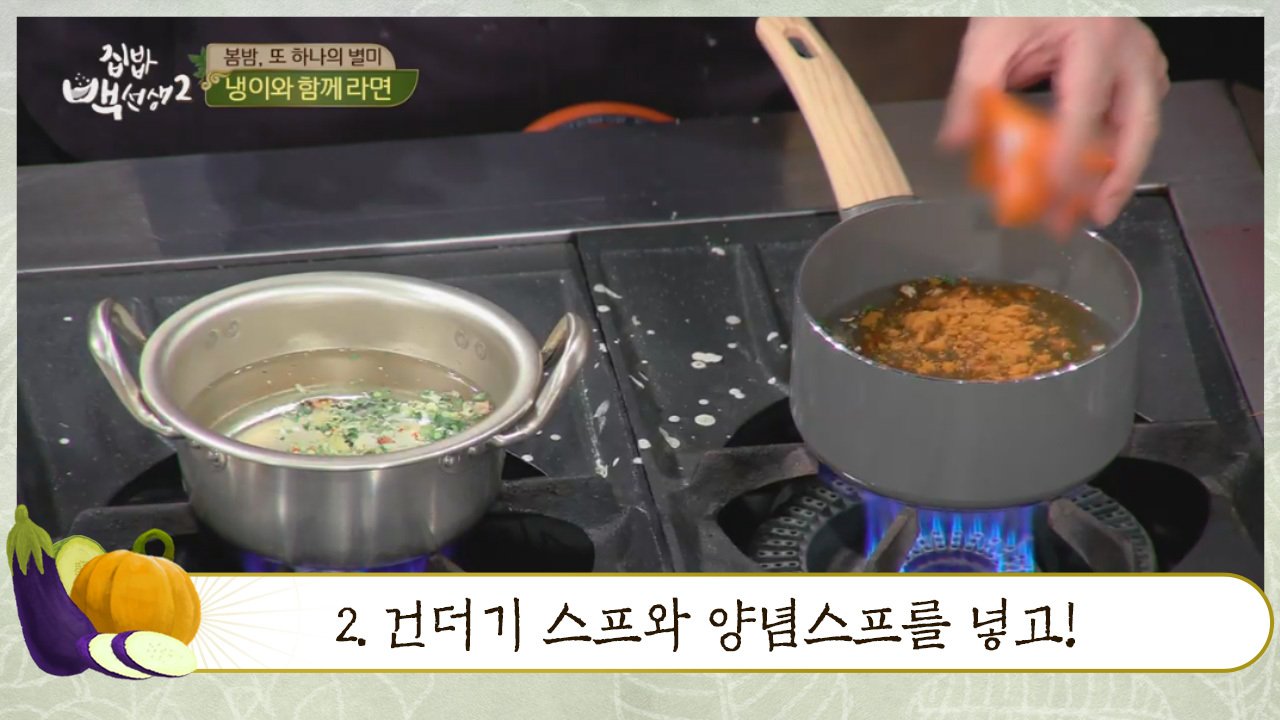 집밥
백선생2
봄밤, 또 하나의 별미
냉이와 함께 라면
2. 건더기 스프와 양념스프를 넣고!